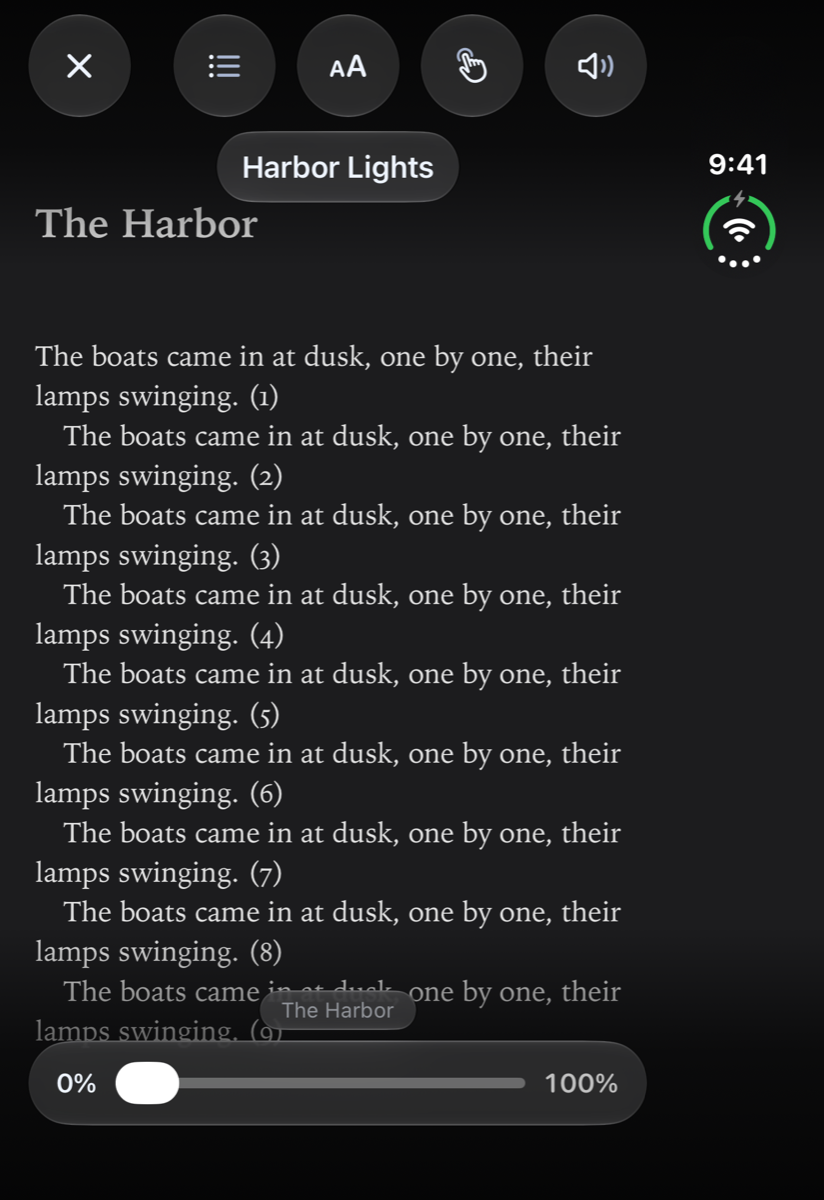 AA
Harbor Lights
9:41
The Harbor
The boats came in at dusk, one by one, their
lamps swinging. (1)
The boats came in at dusk, one by one, their
lamps swinging. (2)
The boats came in at dusk, one by one, their
lamps swinging. (3)
The boats came in at dusk, one by one, their
lamps swinging. (4)
The boats came in at dusk, one by one, their
lamps swinging. (5)
The boats came in at dusk, one by one, their
lamps swinging. (6)
The boats came in at dusk, one by one, their
lamps swinging. (7)
The boats came in at dusk, one by one, their
lamps swinging. (8)
The boats came in at dusk, one by one, their
The Harbor
lamps swinging. (9)
0% 100%